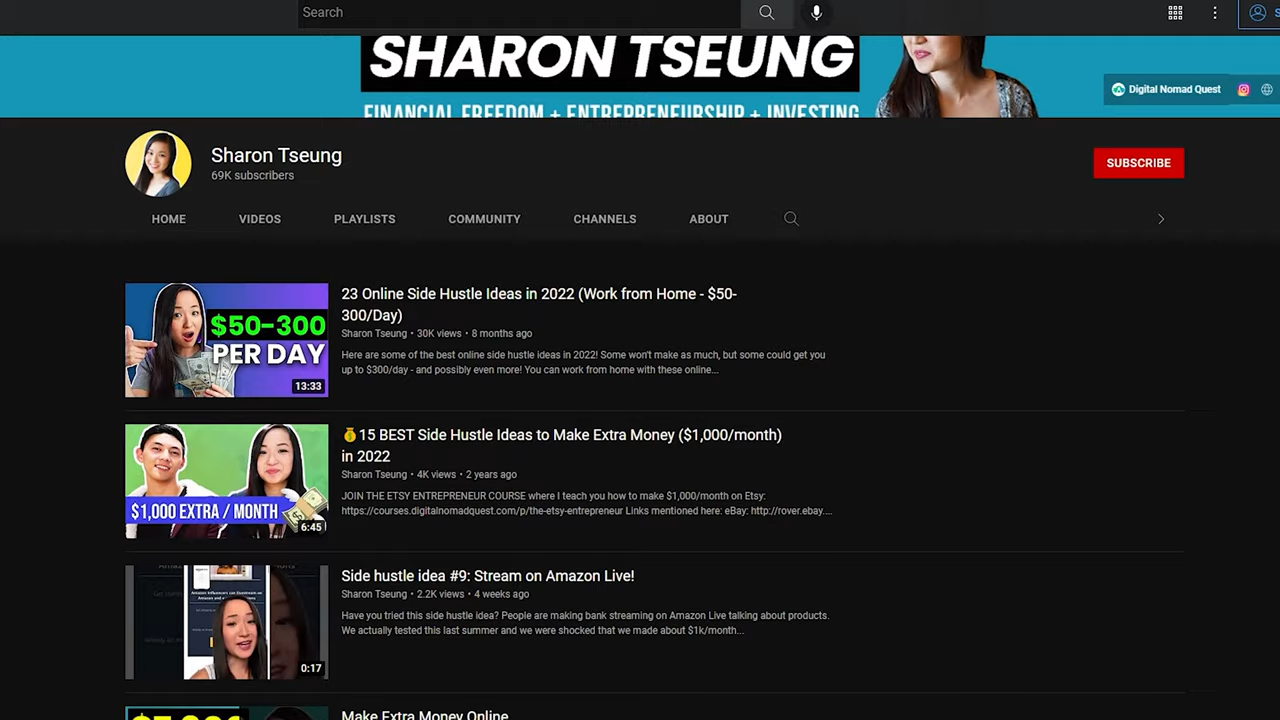 Search
SHARON TSEUNG
FINANCIAL FREEDOM + ENTREPRENEURSHIP + INVESTING
Digital Nomad Quest
Sharon Tseung
69K subscribers
SUBSCRIBE
HOME VIDEOS PLAYLISTS COMMUNITY CHANNELS ABOUT
$50-300
PER DAY
13:33
23 Online Side Hustle Ideas in 2022 (Work from Home - $50-
300/Day)
Sharon Tseung • 30K views • 8 months ago
Here are some of the best online side hustle ideas in 2022! Some won't make as much, but some could get you
up to $300/day - and possibly even more! You can work from home with these online...
$1,000 EXTRA / MONTH
6:45
15 BEST Side Hustle Ideas to Make Extra Money ($1,000/month)
in 2022
Sharon Tseung • 4K views • 2 years ago
JOIN THE ETSY ENTREPRENEUR COURSE where I teach you how to make $1,000/month on Etsy:
https://courses.digitalnomadquest.com/p/the-etsy-entrepreneur Links mentioned here: eBay: http://rover.ebay....
0:17
Side hustle idea #9: Stream on Amazon Live!
Sharon Tseung • 2.2K views • 4 weeks ago
Have you tried this side hustle idea? People are making bank streaming on Amazon Live talking about products.
We actually tested this last summer and we were shocked that we made about $1k/month...
Make Extra Money Online